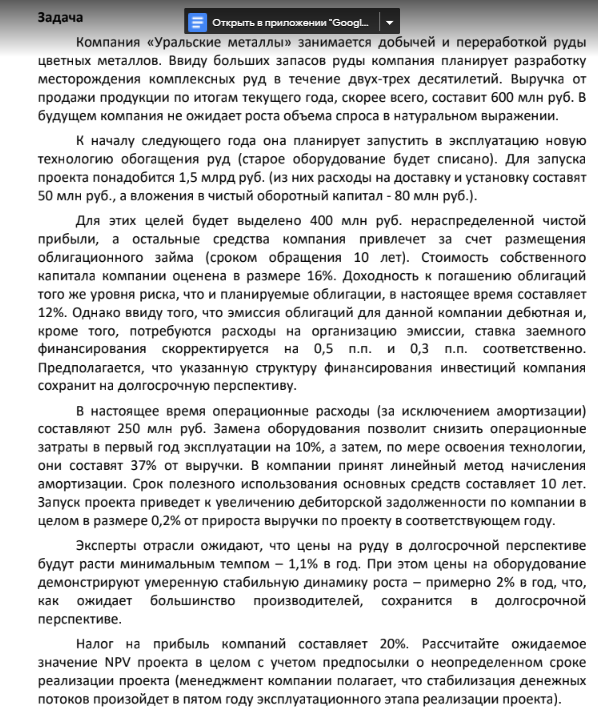 Задача
Открыть в приложении "Googl...
Компания «Уральские металлы» занимается добычей и переработкой руды
цветных металлов. Ввиду больших запасов руды компания планирует разработку
месторождения комплексных руд в течение двух-трех десятилетий. Выручка от
продажи продукции по итогам текущего года, скорее всего, составит 600 млн руб. В
будущем компания не ожидает роста объема спроса в натуральном выражении.
К началу следующего года она планирует запустить в эксплуатацию новую
технологию обогащения руд (старое оборудование будет списано). Для запуска
проекта понадобится 1,5 млрд руб. (из них расходы на доставку и установку составят
50 млн руб., а вложения в чистый оборотный капитал - 80 млн руб.).
Для этих целей будет выделено 400 млн руб. нераспределенной чистой
прибыли, а остальные средства компания привлечет за счет размещения
облигационного займа (сроком обращения 10 лет). Стоимость собственного
капитала компании оценена в размере 16%. Доходность к погашению облигаций
того же уровня риска, что и планируемые облигации, в настоящее время составляет
12%. Однако ввиду того, что эмиссия облигаций для данной компании дебютная и,
кроме того, потребуются расходы на организацию эмиссии, ставка заемного
финансирования скорректируется на 0,5 п.п. и 0,3 п.п. соответственно.
Предполагается, что указанную структуру финансирования инвестиций компания
сохранит на долгосрочную перспективу.
В настоящее время операционные расходы (за исключением амортизации)
составляют 250 млн руб. Замена оборудования позволит снизить операционные
затраты в первый год эксплуатации на 10%, а затем, по мере освоения технологии,
они составят 37% от выручки. В компании принят линейный метод начисления
амортизации. Срок полезного использования основных средств составляет 10 лет.
Запуск проекта приведет к увеличению дебиторской задолженности по компании в
целом в размере 0,2% от прироста выручки по проекту в соответствующем году.
Эксперты отрасли ожидают, что цены на руду в долгосрочной перспективе
будут расти минимальным темпом – 1,1% в год. При этом цены на оборудование
демонстрируют умеренную стабильную динамику роста – примерно 2% в год, что,
как ожидает большинство производителей, сохранится в долгосрочной
перспективе.
Налог на прибыль компаний составляет 20%. Рассчитайте ожидаемое
значение NPV проекта в целом с учетом предпосылки о неопределенном сроке
реализации проекта (менеджмент компании полагает, что стабилизация денежных
потоков произойдет в пятом году эксплуатационного этапа реализации проекта).